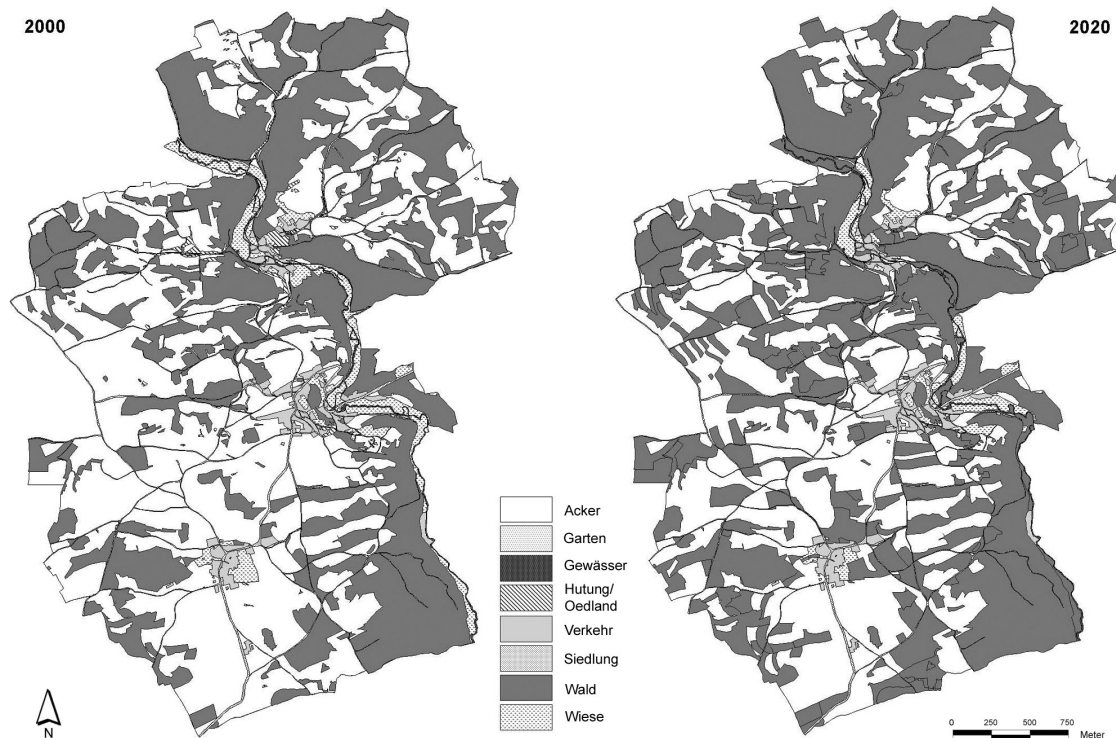 2000
2020
Acker
Garten
Gewässer
Hutung/
Oedland
Verkehr
Siedlung
Wald
Wiese
N
0 250 500 750
Meter